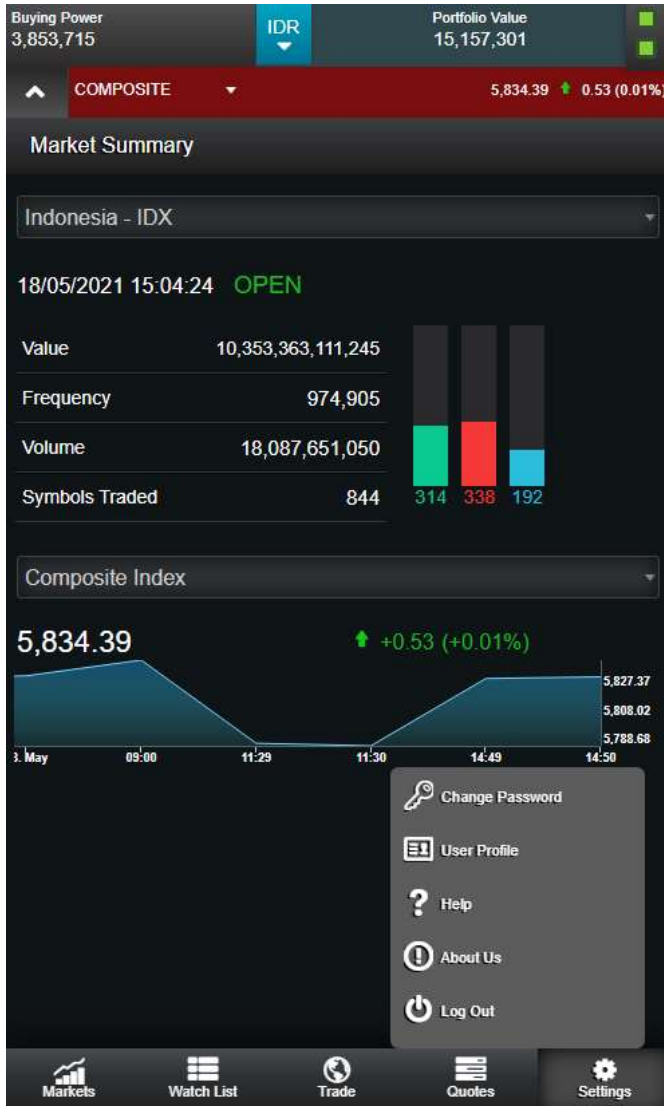 Buying Power
3,853,715
IDR
Portfolio Value
15,157,301
COMPOSITE 5,834.39 0.53 (0.01%)
Market Summary
Indonesia - IDX
18/05/2021 15:04:24 OPEN
Value 10,353,363,111,245
Frequency 974,905
Volume 18,087,651,050
Symbols Traded 844
314 338 192
Composite Index
5,834.39 +0.53 (+0.01%)
5,827.37
5,808.02
5,788.68
3. May 09:00 11:29 11:30 14:49 14:50
Change Password
User Profile
Help
About Us
Log Out
Markets Watch List Trade Quotes Settings